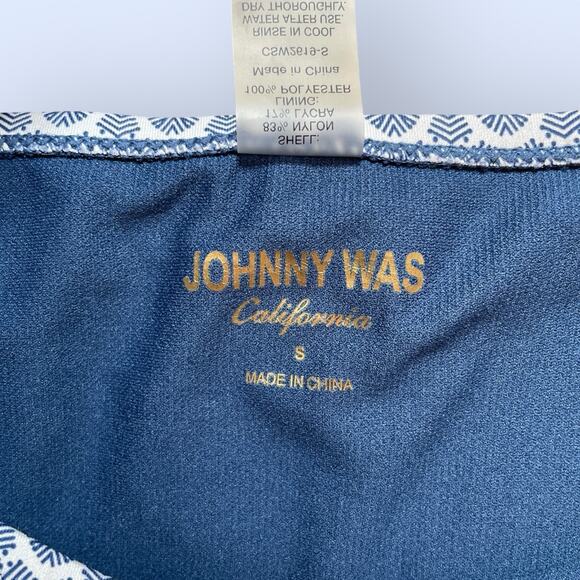 SHELL:
83% NYLON
17% LYCRA
LINING:
100% POLYESTER
Made in China
CSW2619-S
RINSE IN COOL
WATER AFTER USE.
DRY THOROUGHLY.
JOHNNY WAS
California
S
MADE IN CHINA